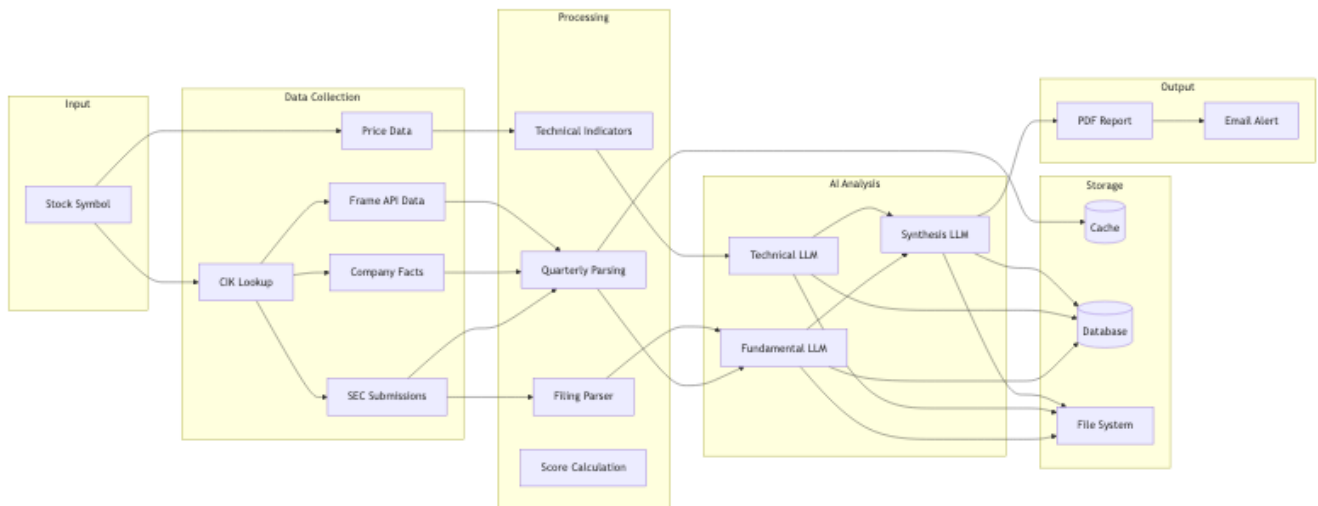 Input
Stock Symbol
Data Collection
Price Data
Frame API Data
CIK Lookup
Company Facts
SEC Submissions
Processing
Technical Indicators
Quarterly Parsing
Filing Parser
Score Calculation
AI Analysis
Synthesis LLM
Technical LLM
Fundamental LLM
Output
PDF Report
Email Alert
Storage
Cache
Database
File System